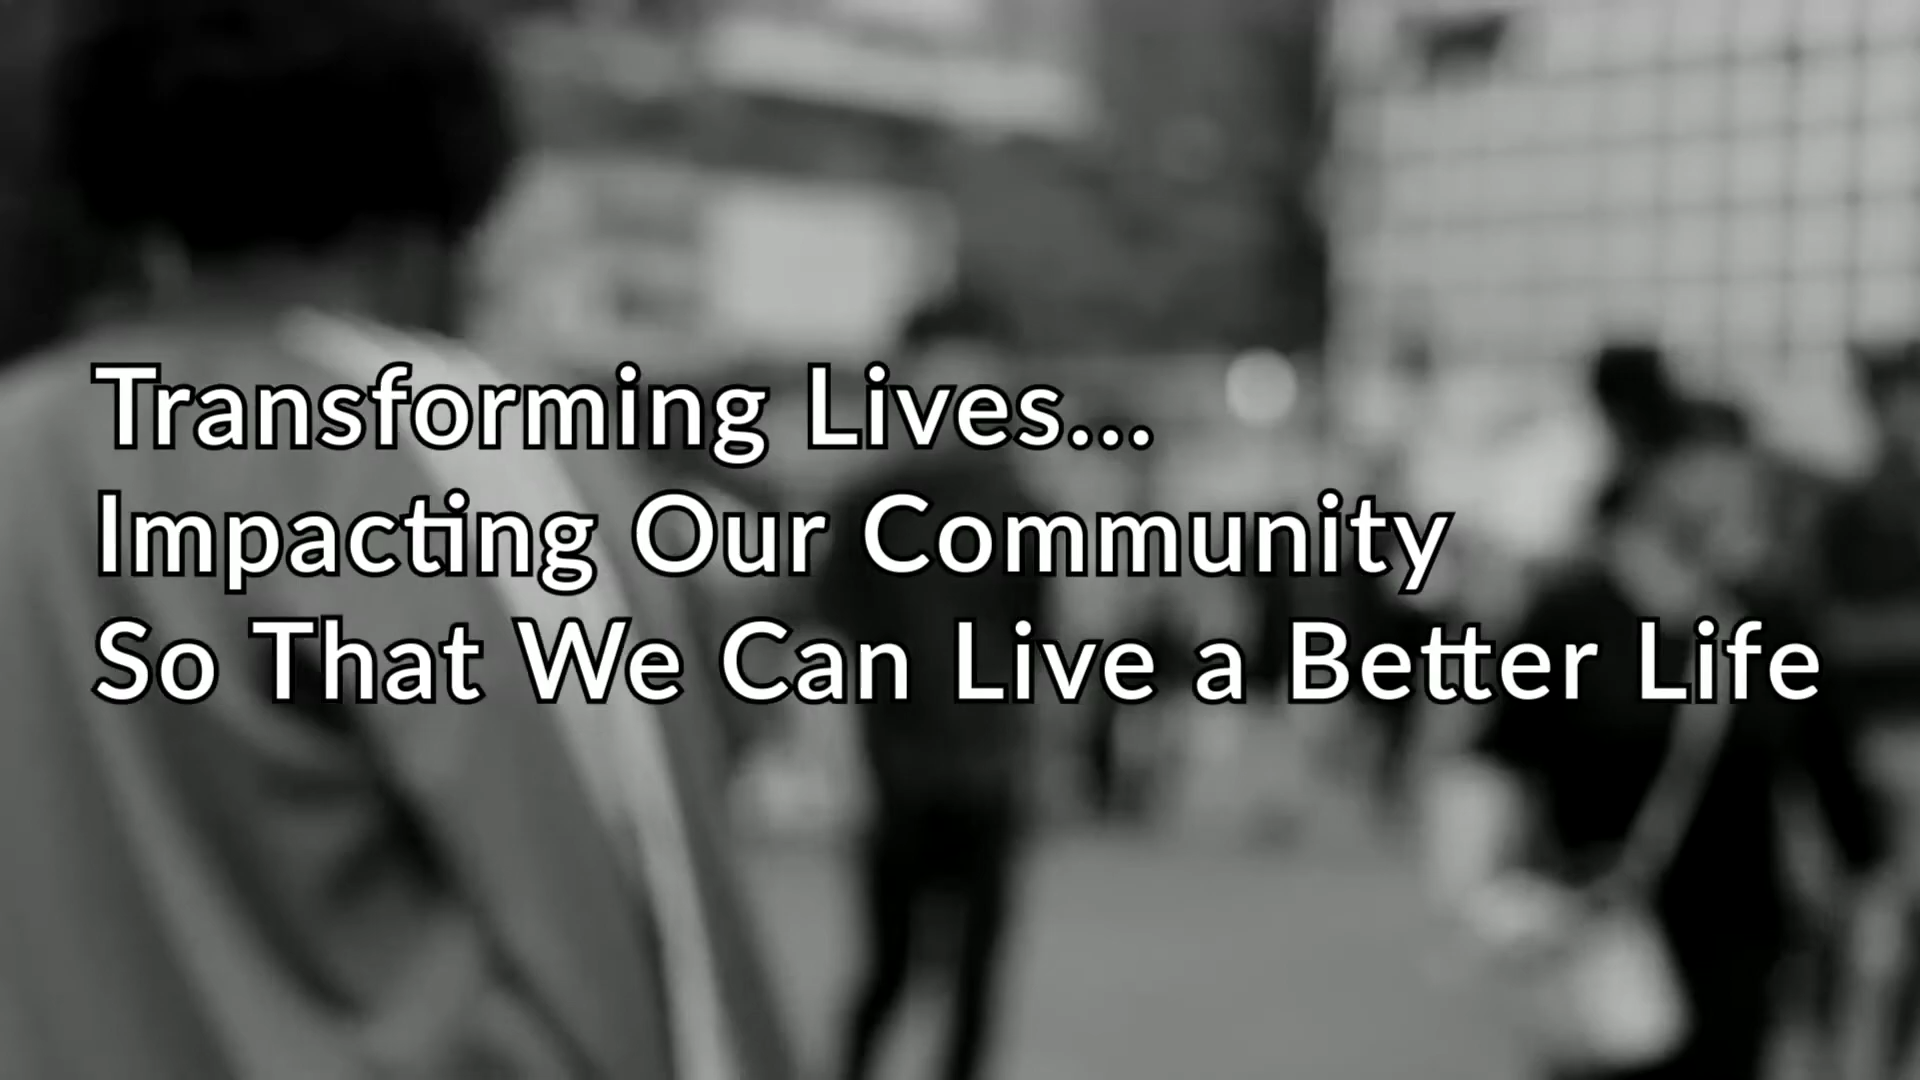 Transforming Lives...
Impacting Our Community
So That We Can Live a Better Life